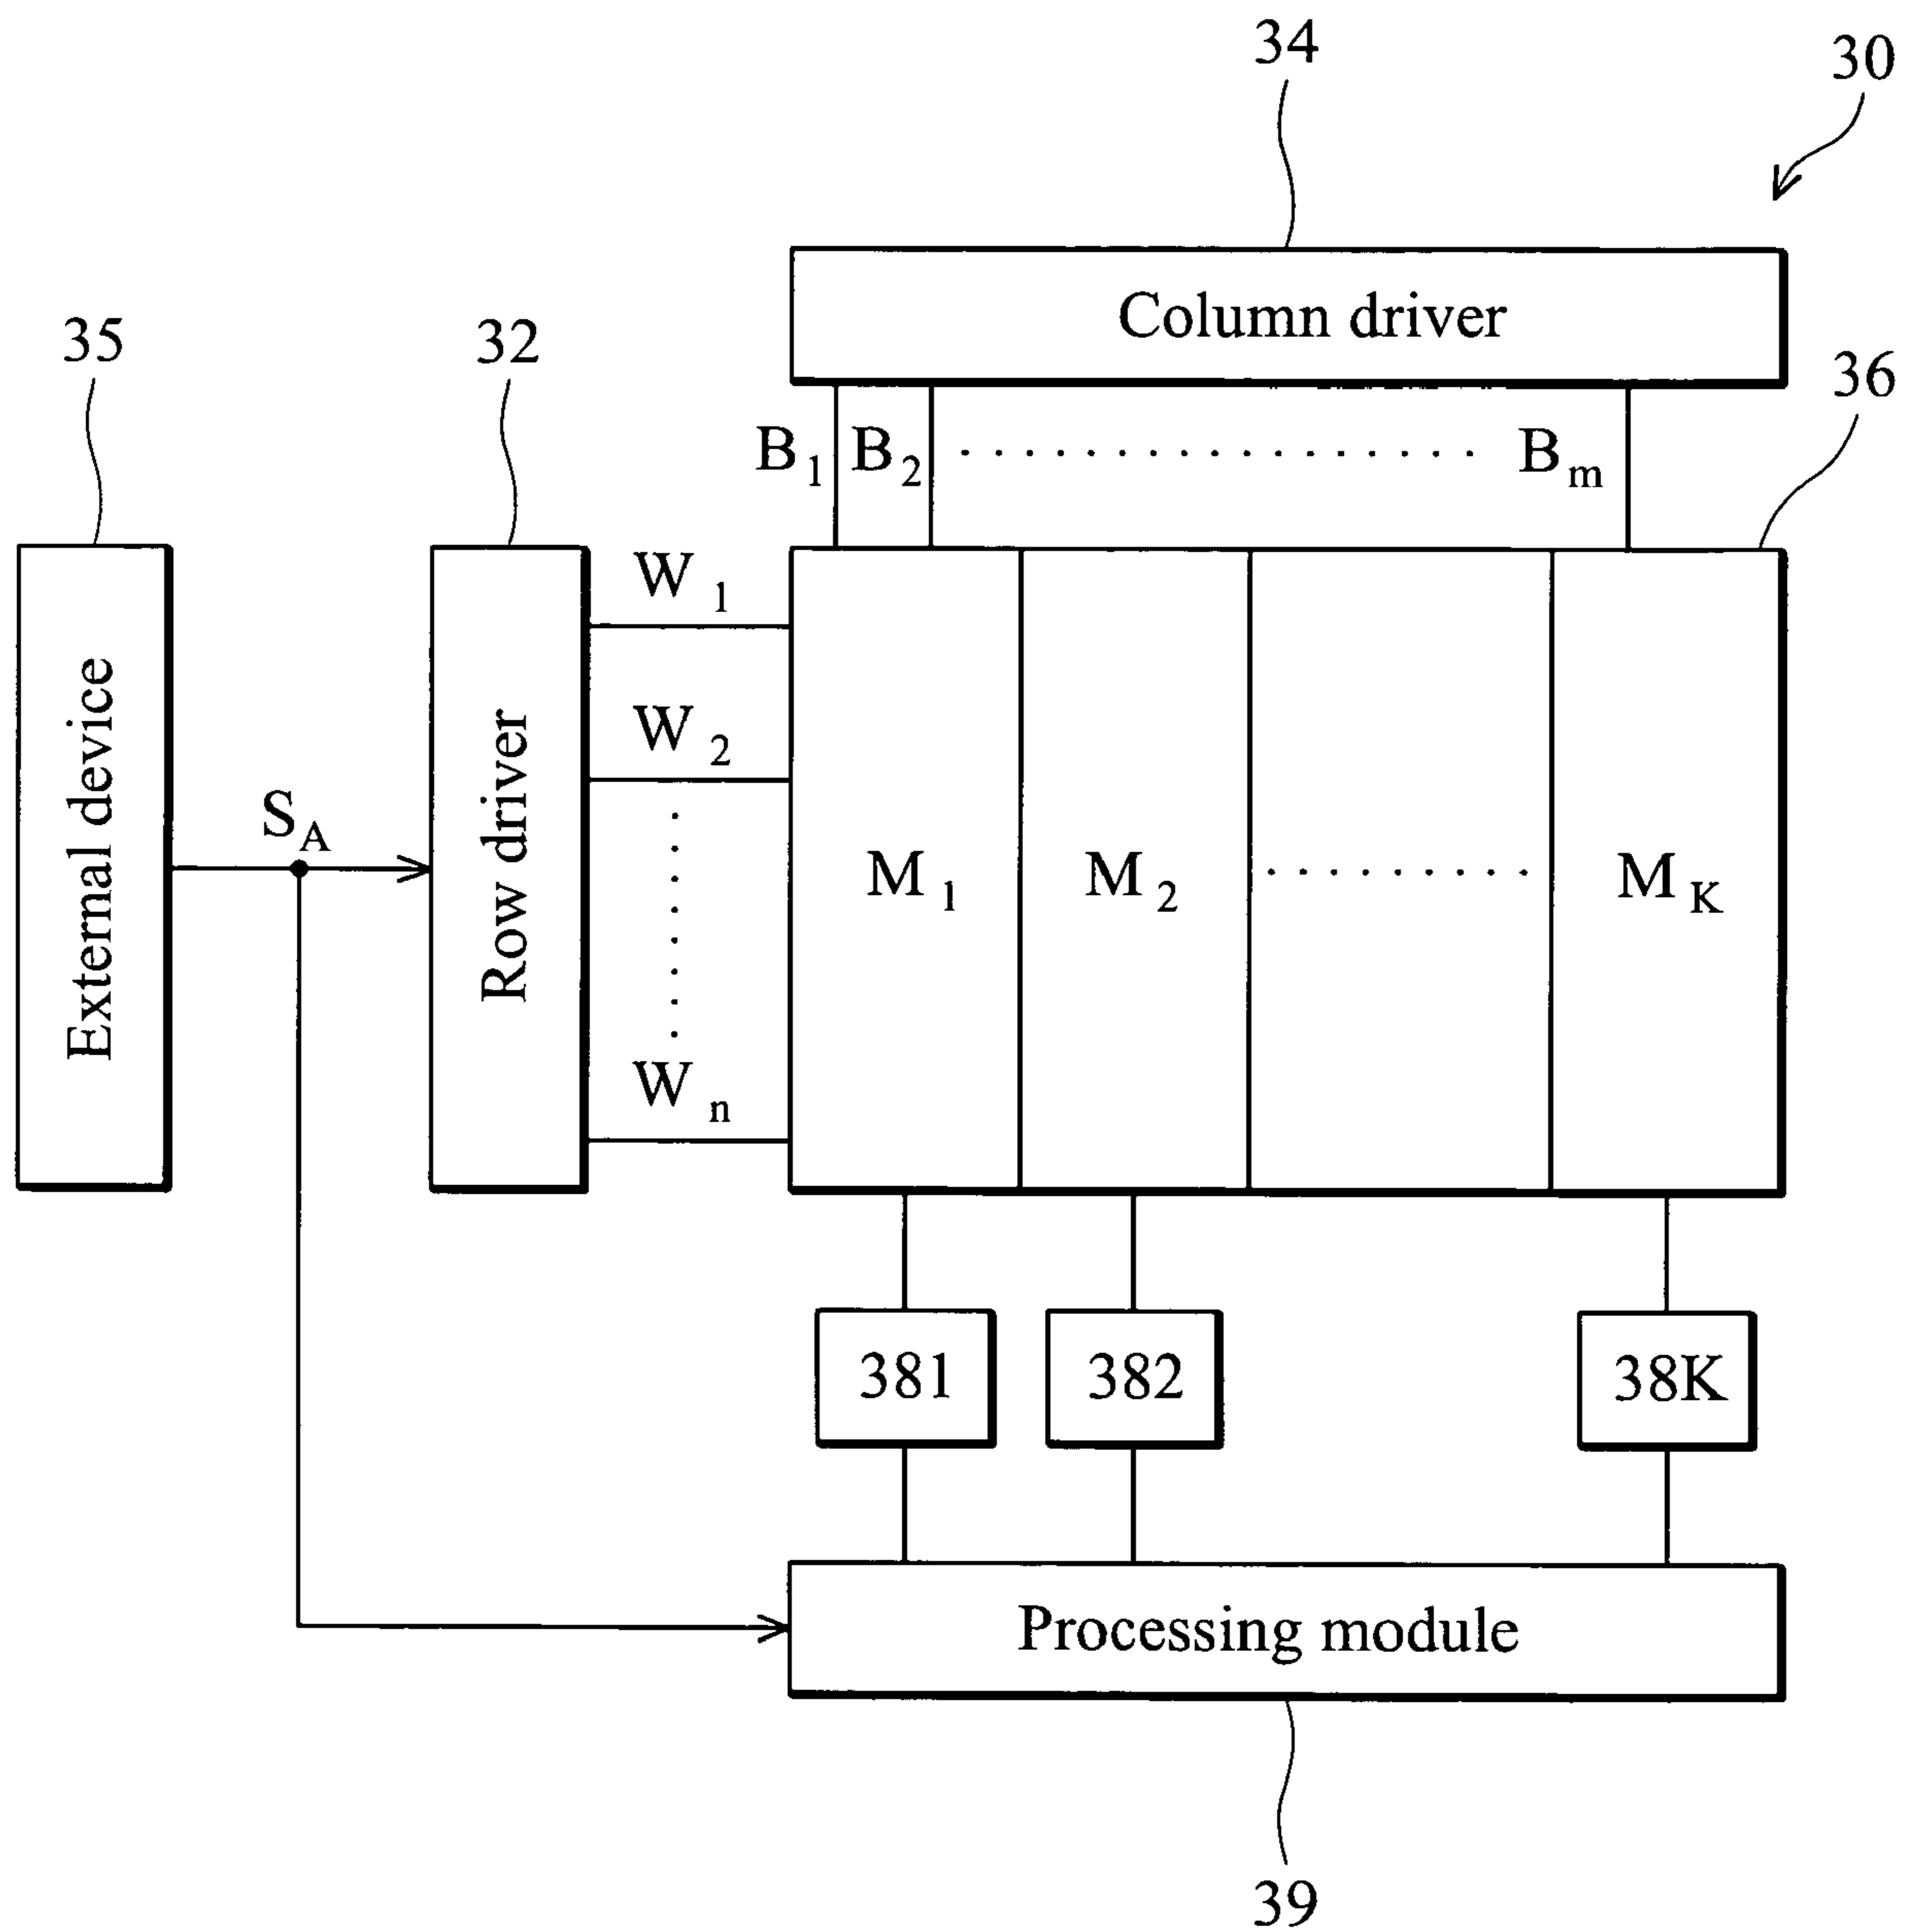 34
30
Column driver
35
32
36
B1 B2 ................. Bm
W1
W2
Wn
External device
SA
Row driver
M1
M2
.........
MK
381
382
38K
Processing module
39